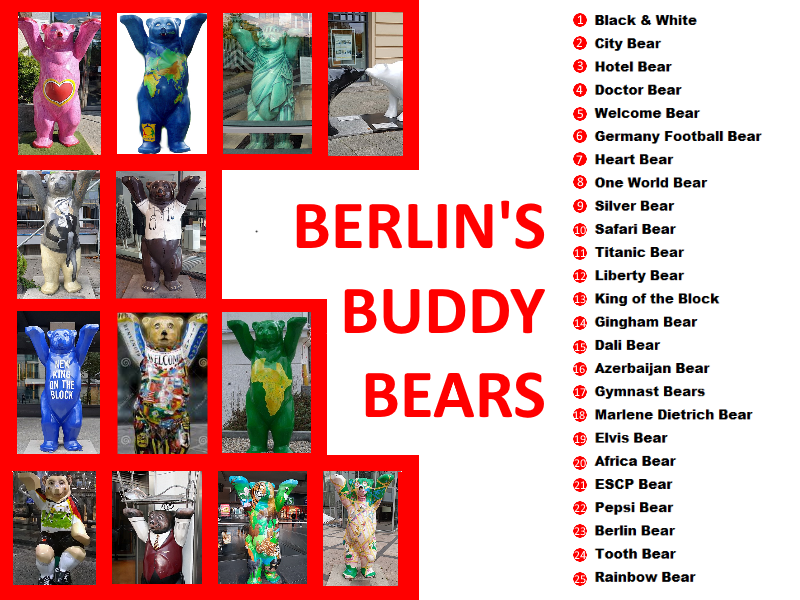 BERLIN'S
BUDDY
BEARS
NEW
KING
ON THE
BLOCK
WELCOME
1 Black & White
2 City Bear
3 Hotel Bear
4 Doctor Bear
5 Welcome Bear
6 Germany Football Bear
7 Heart Bear
8 One World Bear
9 Silver Bear
10 Safari Bear
11 Titanic Bear
12 Liberty Bear
13 King of the Block
14 Gingham Bear
15 Dali Bear
16 Azerbaijan Bear
17 Gymnast Bears
18 Marlene Dietrich Bear
19 Elvis Bear
20 Africa Bear
21 ESCP Bear
22 Pepsi Bear
23 Berlin Bear
24 Tooth Bear
25 Rainbow Bear